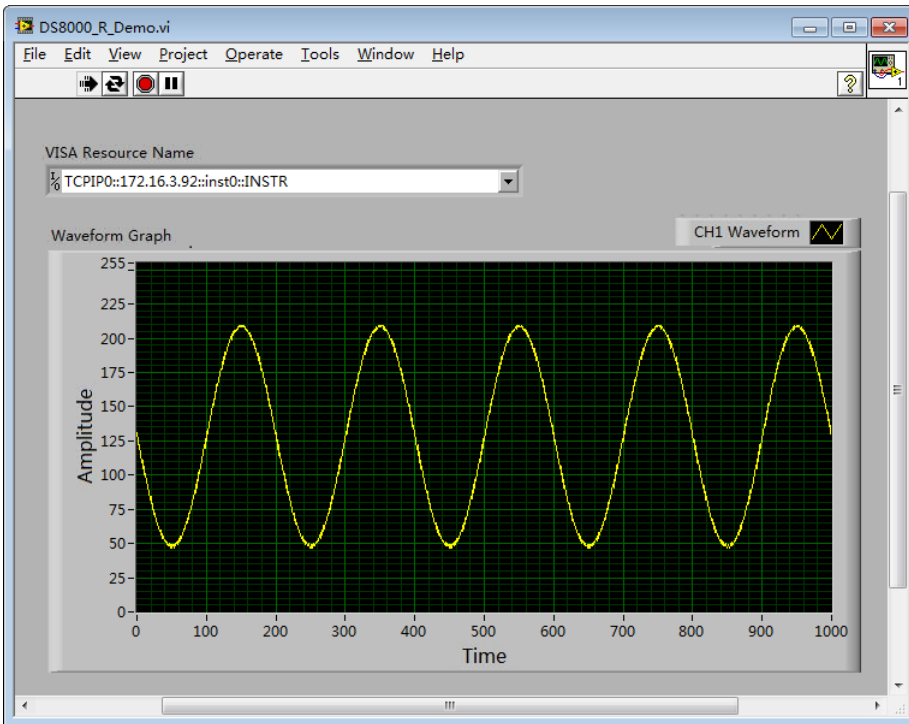 DS8000_R_Demo.vi
File Edit View Project Operate Tools Window Help
?
1
VISA Resource Name
I/O TCPIP0::172.16.3.92::inst0::INSTR
Waveform Graph
CH1 Waveform
255
225
200
175
150
125
100
75
50
25
0
Amplitude
0 100 200 300 400 500 600 700 800 900 1000
Time